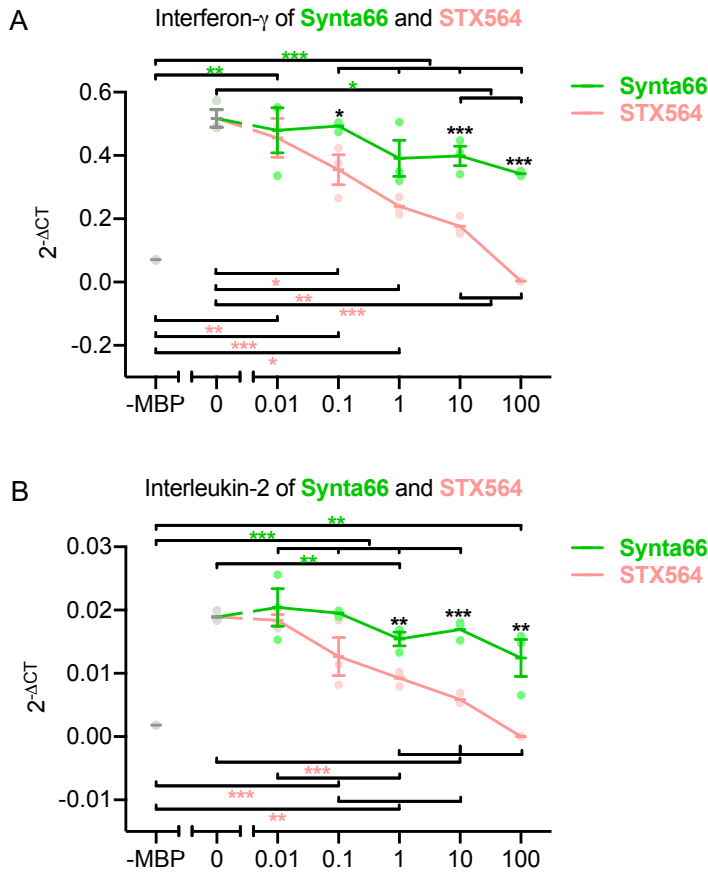 A
Interferon-γ of Synta66 and STX564
***
**
*
Synta66
STX564
0.6
*
***
***
0.4
0.2
0.0
-0.2
2-ΔCT
*
**
***
**
***
*
-MBP 0 0.01 0.1 1 10 100
B
Interleukin-2 of Synta66 and STX564
**
***
**
Synta66
STX564
0.03
**
***
**
0.02
0.01
0.00
-0.01
2-ΔCT
***
***
**
-MBP 0 0.01 0.1 1 10 100